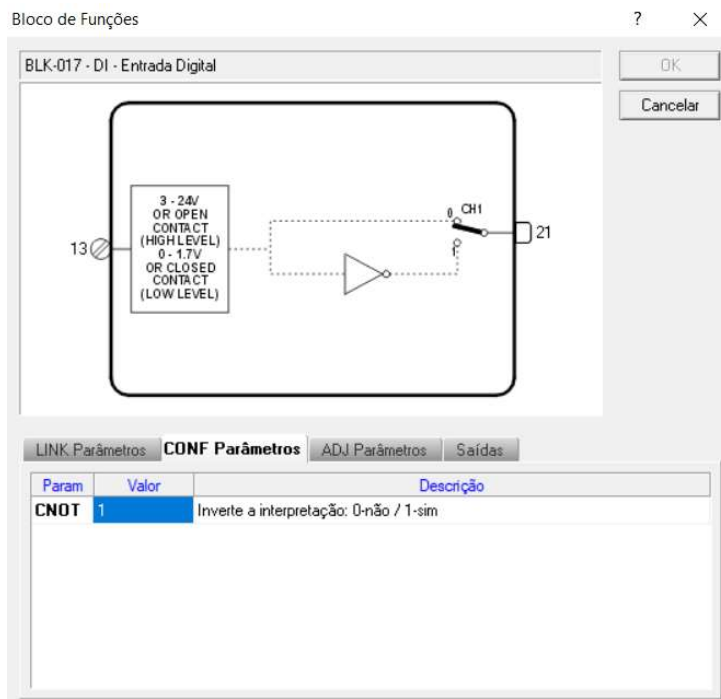 Bloco de Funções ? ×
BLK-017 - DI - Entrada Digital
OK
Cancelar
3 - 24V
OR OPEN
CONTACT
(HIGH LEVEL)
0 - 1.7V
OR CLOSED
CONTACT
(LOW LEVEL)
13
0 CH1
1
21
LINK Parâmetros CONF Parâmetros ADJ Parâmetros Saídas
Param Valor Descrição
CNOT 1 Inverte a interpretação: 0-não / 1-sim